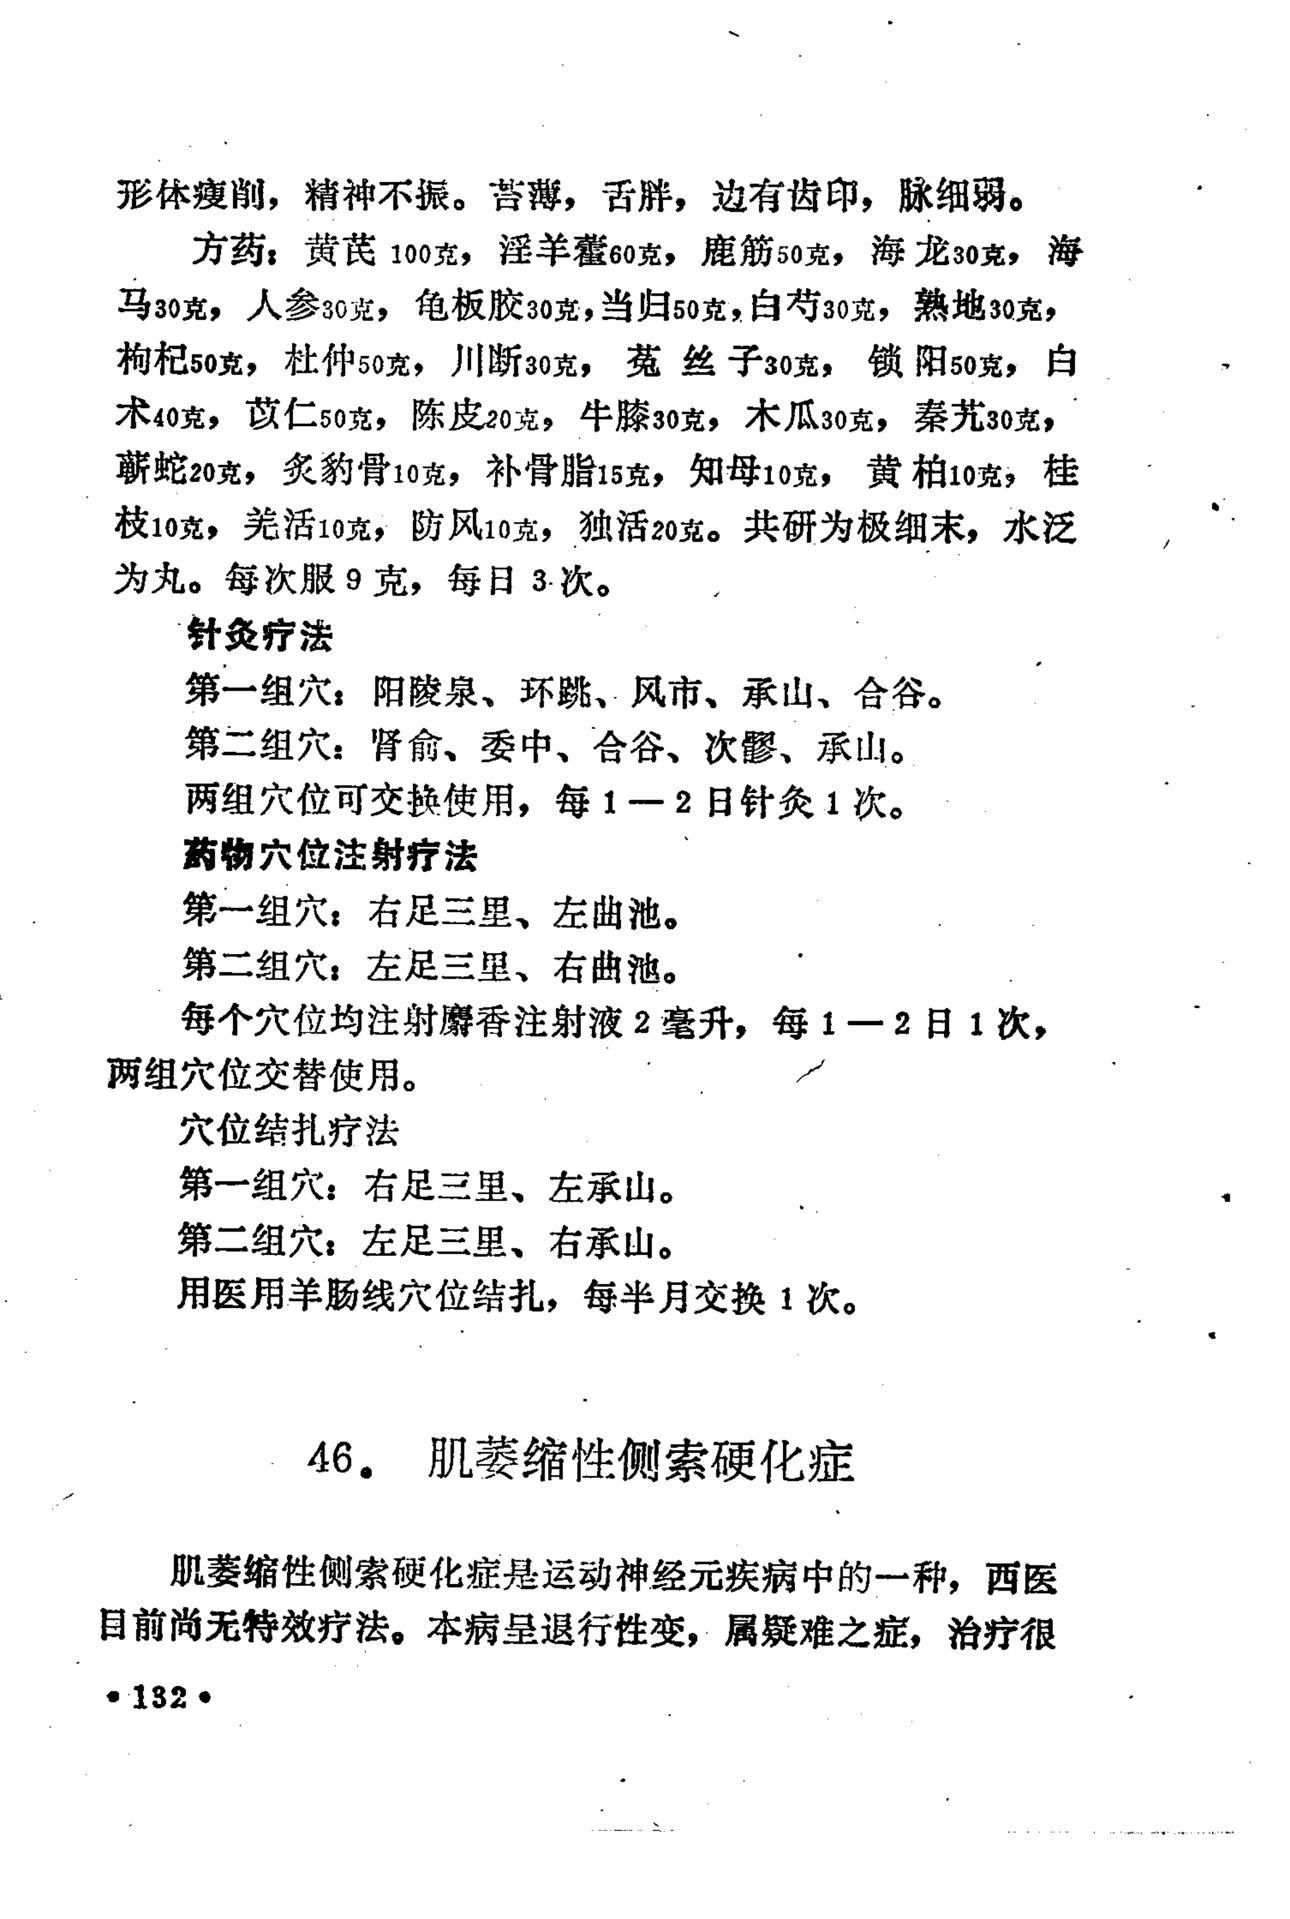 形体瘦削，精神不振。苔薄，舌胖，边有齿印，脉细弱。
方药：黄芪100克，淫羊藿60克，鹿筋50克，海龙30克，海
马30克，人参30克，龟板胶30克，当归50克，白芍30克，熟地30克，
枸杞50克，杜仲50克，川断30克，菟丝子30克，锁阳50克，白
术40克，苡仁50克，陈皮20克，牛膝30克，木瓜30克，秦艽30克，
蕲蛇20克，炙豹骨10克，补骨脂15克，知母10克，黄柏10克，桂
枝10克，羌活10克，防风10克，独活20克。共研为极细末，水泛
为丸。每次服9克，每日3次。
针灸疗法
第一组穴：阳陵泉、环跳、风市、承山、合谷。
第二组穴：肾俞、委中、合谷、次髎、承山。
两组穴位可交换使用，每1—2日针灸1次。
药物穴位注射疗法
第一组穴：右足三里、左曲池。
第二组穴：左足三里、右曲池。
每个穴位均注射麝香注射液2毫升，每1—2日1次，
两组穴位交替使用。
穴位结扎疗法
第一组穴：右足三里、左承山。
第二组穴：左足三里、右承山。
用医用羊肠线穴位结扎，每半月交换1次。
46．肌萎缩性侧索硬化症
肌萎缩性侧索硬化症是运动神经元疾病中的一种，西医
目前尚无特效疗法。本病呈退行性变，属疑难之症，治疗很
•132•